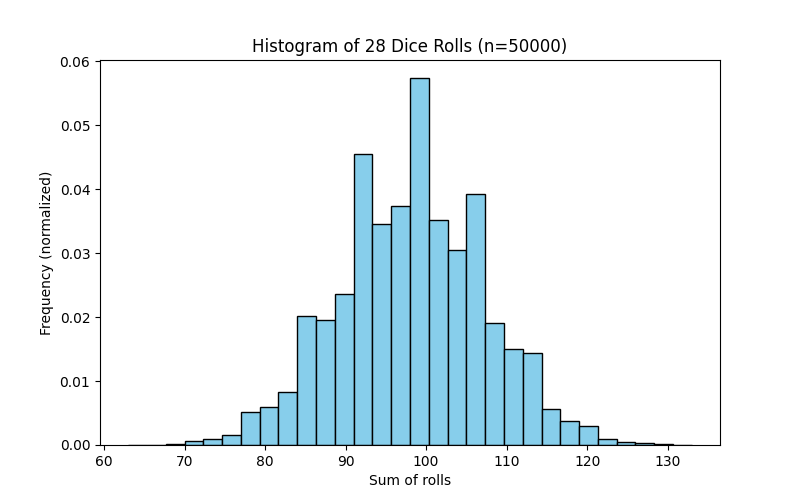 Histogram of 28 Dice Rolls (n=50000)
Frequency (normalized)
0.06
0.05
0.04
0.03
0.02
0.01
0.00
60 70 80 90 100 110 120 130
Sum of rolls